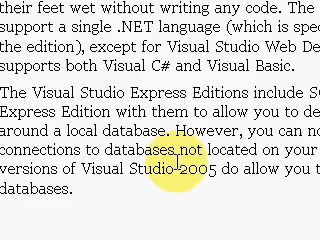 their feet wet without writing any code. The
support a single .NET language (which is spec
the edition), except for Visual Studio Web De
supports both Visual C# and Visual Basic.
The Visual Studio Express Editions include S
Express Edition with them to allow you to de
around a local database. However, you can no
connections to databases not located on your
versions of Visual Studio 2005 do allow you t
databases.